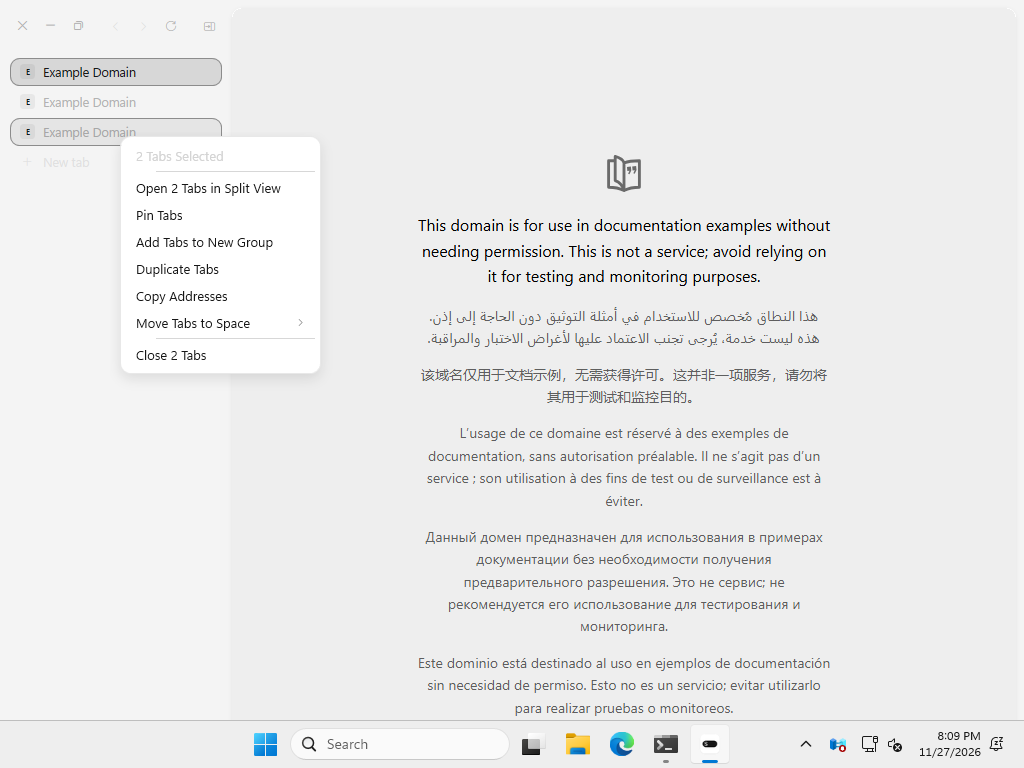 E Example Domain
E Example Domain
E Example Domain
New tab
2 Tabs Selected
Open 2 Tabs in Split View
Pin Tabs
Add Tabs to New Group
Duplicate Tabs
Copy Addresses
Move Tabs to Space
Close 2 Tabs
This domain is for use in documentation examples without
needing permission. This is not a service; avoid relying on
it for testing and monitoring purposes.
هذا النطاق مُخصص للاستخدام في أمثلة التوثيق دون الحاجة إلى إذن.
هذه ليست خدمة، يُرجى تجنب الاعتماد عليها لأغراض الاختبار والمراقبة.
该域名仅用于文档示例，无需获得许可。这并非一项服务，请勿将
其用于测试和监控目的。
L’usage de ce domaine est réservé à des exemples de
documentation, sans autorisation préalable. Il ne s’agit pas d’un
service ; son utilisation à des fins de test ou de surveillance est à
éviter.
Данный домен предназначен для использования в примерах
документации без необходимости получения
предварительного разрешения. Это не сервис; не
рекомендуется его использование для тестирования и
мониторинга.
Este dominio está destinado al uso en ejemplos de documentación
sin necesidad de permiso. Esto no es un servicio; evitar utilizarlo
para realizar pruebas o monitoreos.
Search
8:09 PM
11/27/2026